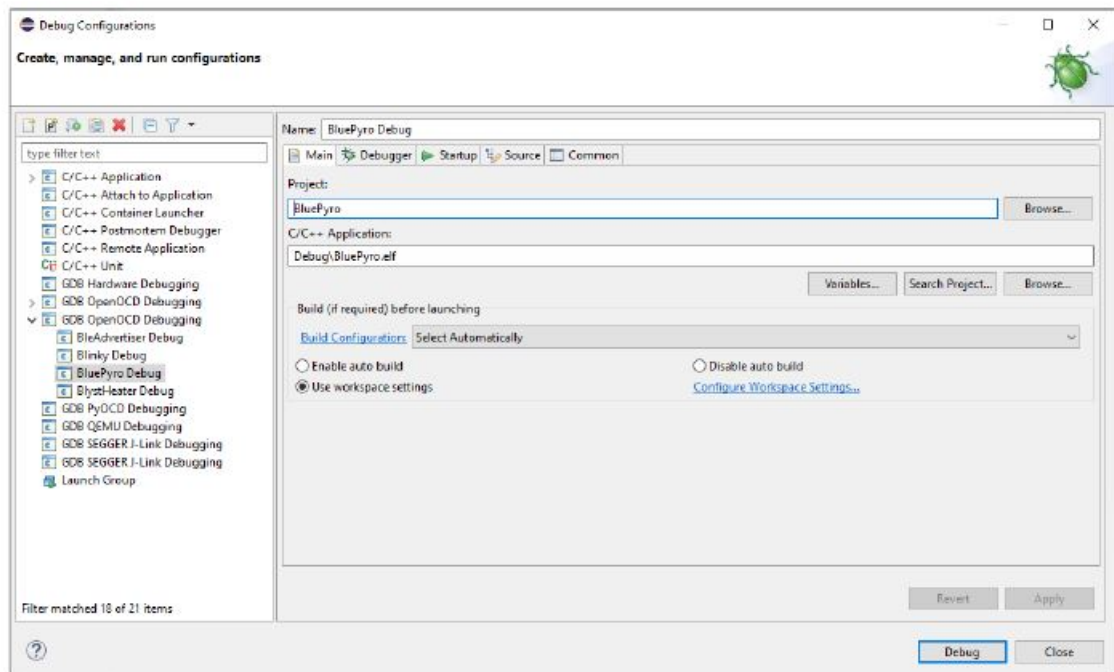 Debug Configurations
Create, manage, and run configurations
type filter text
C/C++ Application
C/C++ Attach to Application
C/C++ Container Launcher
C/C++ Postmortem Debugger
C/C++ Remote Application
C/C++ Unit
GDB Hardware Debugging
GDB OpenOCD Debugging
GDB OpenOCD Debugging
BleAdvertiser Debug
Blinky Debug
BluePyro Debug
BlystHeater Debug
GDB PyOCD Debugging
GDB QEMU Debugging
GDB SEGGER J-Link Debugging
GDB SEGGER J-Link Debugging
Launch Group
Filter matched 18 of 21 items
Name: BluePyro Debug
Main Debugger Startup Source Common
Project:
BluePyro Browse...
C/C++ Application:
Debug\BluePyro.elf
Variables... Search Project... Browse...
Build (if required) before launching
Build Configuration: Select Automatically
Enable auto build Disable auto build
Use workspace settings Configure Workspace Settings...
Revert Apply
? Debug Close